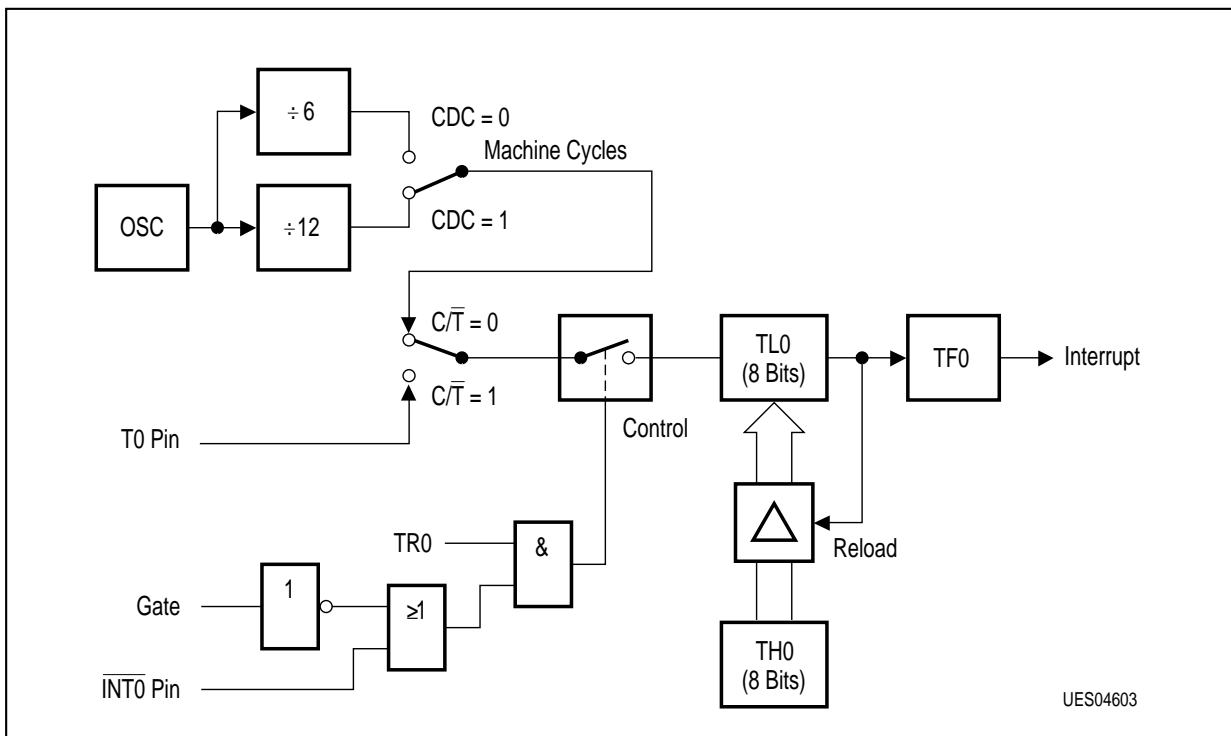 ÷ 6
CDC = 0
Machine Cycles
OSC
÷12
CDC = 1
C/T̅ = 0
TL0
(8 Bits)
TF0
Interrupt
C/T̅ = 1
Control
T0 Pin
TR0
&
Reload
Gate
1
≥1
TH0
(8 Bits)
I̅N̅T̅0̅ Pin
UES04603